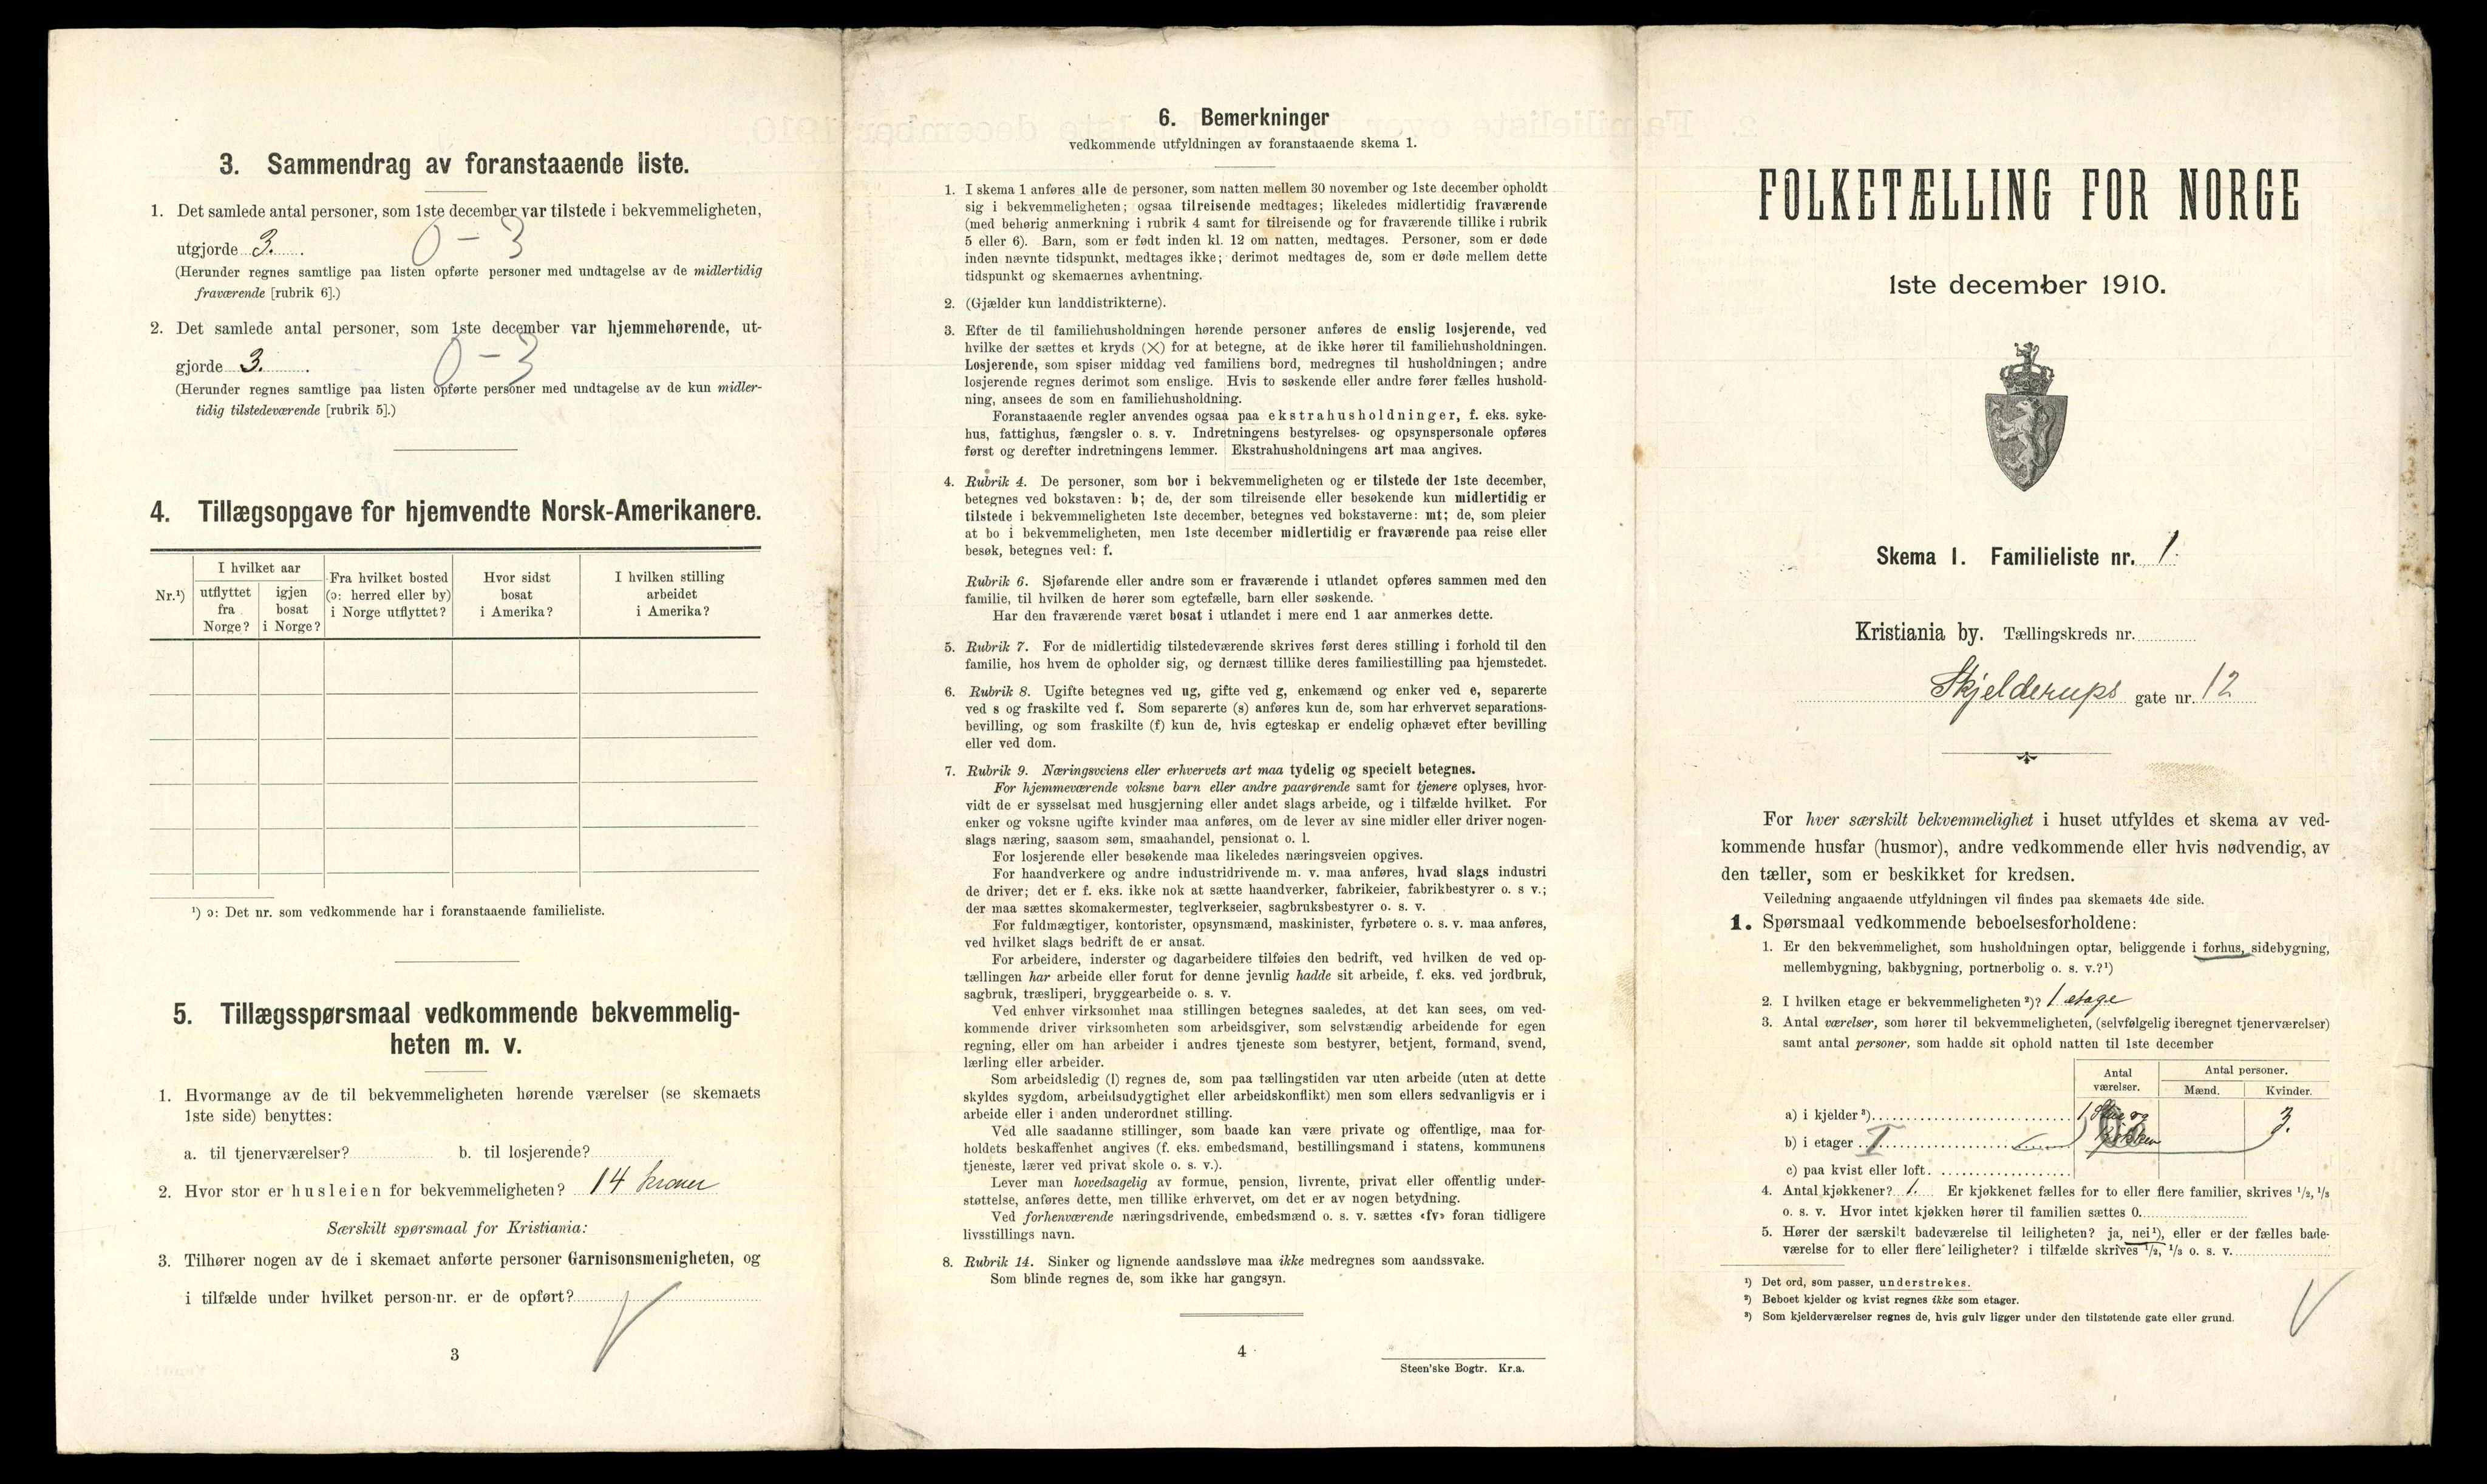 3. Sammendrag av foranstaaende liste.
1. Det samlede antal personer, som 1ste december var tilstede i bekvemmeligheten,
utgjorde 3. 0 – 3
(Herunder regnes samtlige paa listen opførte personer med undtagelse av de midlertidig
fraværende [rubrik 6].)
2. Det samlede antal personer, som 1ste december var hjemmehørende, ut-
gjorde 3. 0 – 3
(Herunder regnes samtlige paa listen opførte personer med undtagelse av de kun midler-
tidig tilstedeværende [rubrik 5].)
4. Tillægsopgave for hjemvendte Norsk-Amerikanere.
Nr.¹)
I hvilket aar
utflyttet
fra
Norge?
igjen
bosat
i Norge?
Fra hvilket bosted
(ɔ: herred eller by)
i Norge utflyttet?
Hvor sidst
bosat
i Amerika?
I hvilken stilling
arbeidet
i Amerika?
¹) ɔ: Det nr. som vedkommende har i foranstaaende familieliste.
5. Tillægsspørsmaal vedkommende bekvemmelig-
heten m. v.
1. Hvormange av de til bekvemmeligheten hørende værelser (se skemaets
1ste side) benyttes:
a. til tjenerværelser? b. til losjerende?
2. Hvor stor er husleien for bekvemmeligheten? 14 kroner
Særskilt spørsmaal for Kristiania:
3. Tilhører nogen av de i skemaet anførte personer Garnisonsmenigheten, og
i tilfælde under hvilket person-nr. er de opført?
3
6. Bemerkninger
vedkommende utfyldningen av foranstaaende skema 1.
1. I skema 1 anføres alle de personer, som natten mellem 30 november og 1ste december opholdt
sig i bekvemmeligheten; ogsaa tilreisende medtages; likeledes midlertidig fraværende
(med behørig anmerkning i rubrik 4 samt for tilreisende og for fraværende tillike i rubrik
5 eller 6). Barn, som er født inden kl. 12 om natten, medtages. Personer, som er døde
inden nævnte tidspunkt, medtages ikke; derimot medtages de, som er døde mellem dette
tidspunkt og skemaernes avhentning.
2. (Gjælder kun landdistrikterne).
3. Efter de til familiehusholdningen hørende personer anføres de enslig losjerende, ved
hvilke der sættes et kryds (×) for at betegne, at de ikke hører til familiehusholdningen.
Losjerende, som spiser middag ved familiens bord, medregnes til husholdningen; andre
losjerende regnes derimot som enslige. Hvis to søskende eller andre fører fælles hushold-
ning, ansees de som en familiehusholdning.
Foranstaaende regler anvendes ogsaa paa ekstrahusholdninger, f. eks. syke-
hus, fattighus, fængsler o. s. v. Indretningens bestyrelses- og opsynspersonale opføres
først og derefter indretningens lemmer. Ekstrahusholdningens art maa angives.
4. Rubrik 4. De personer, som bor i bekvemmeligheten og er tilstede der 1ste december,
betegnes ved bokstaven: b; de, der som tilreisende eller besøkende kun midlertidig er
tilstede i bekvemmeligheten 1ste december, betegnes ved bokstaverne: mt; de, som pleier
at bo i bekvemmeligheten, men 1ste december midlertidig er fraværende paa reise eller
besøk, betegnes ved: f.
Rubrik 6. Sjøfarende eller andre som er fraværende i utlandet opføres sammen med den
familie, til hvilken de hører som egtefælle, barn eller søskende.
Har den fraværende været bosat i utlandet i mere end 1 aar anmerkes dette.
5. Rubrik 7. For de midlertidig tilstedeværende skrives først deres stilling i forhold til den
familie, hos hvem de opholder sig, og dernæst tillike deres familiestilling paa hjemstedet.
6. Rubrik 8. Ugifte betegnes ved ug, gifte ved g, enkemænd og enker ved e, separerte
ved s og fraskilte ved f. Som separerte (s) anføres kun de, som har erhvervet separations-
bevilling, og som fraskilte (f) kun de, hvis egteskap er endelig ophævet efter bevilling
eller ved dom.
7. Rubrik 9. Næringsveiens eller erhvervets art maa tydelig og specielt betegnes.
For hjemmeværende voksne barn eller andre paarørende samt for tjenere oplyses, hvor-
vidt de er sysselsat med husgjerning eller andet slags arbeide, og i tilfælde hvilket. For
enker og voksne ugifte kvinder maa anføres, om de lever av sine midler eller driver nogen-
slags næring, saasom søm, smaahandel, pensionat o. l.
For losjerende eller besøkende maa likeledes næringsveien opgives.
For haandverkere og andre industridrivende m. v. maa anføres, hvad slags industri
de driver; det er f. eks. ikke nok at sætte haandverker, fabrikeier, fabrikbestyrer o. s v.;
der maa sættes skomakermester, teglverkseier, sagbruksbestyrer o. s. v.
For fuldmægtiger, kontorister, opsynsmænd, maskinister, fyrbøtere o. s. v. maa anføres,
ved hvilket slags bedrift de er ansat.
For arbeidere, inderster og dagarbeidere tilføies den bedrift, ved hvilken de ved op-
tællingen har arbeide eller forut for denne jevnlig hadde sit arbeide, f. eks. ved jordbruk,
sagbruk, træsliperi, bryggearbeide o. s. v.
Ved enhver virksomhet maa stillingen betegnes saaledes, at det kan sees, om ved-
kommende driver virksomheten som arbeidsgiver, som selvstændig arbeidende for egen
regning, eller om han arbeider i andres tjeneste som bestyrer, betjent, formand, svend,
lærling eller arbeider.
Som arbeidsledig (l) regnes de, som paa tællingstiden var uten arbeide (uten at dette
skyldes sygdom, arbeidsudygtighet eller arbeidskonflikt) men som ellers sedvanligvis er i
arbeide eller i anden underordnet stilling.
Ved alle saadanne stillinger, som baade kan være private og offentlige, maa for-
holdets beskaffenhet angives (f. eks. embedsmand, bestillingsmand i statens, kommunens
tjeneste, lærer ved privat skole o. s. v.).
Lever man hovedsagelig av formue, pension, livrente, privat eller offentlig under-
støttelse, anføres dette, men tillike erhvervet, om det er av nogen betydning.
Ved forhenværende næringsdrivende, embedsmænd o. s. v. sættes «fv» foran tidligere
livsstillings navn.
8. Rubrik 14. Sinker og lignende aandssløve maa ikke medregnes som aandssvake.
Som blinde regnes de, som ikke har gangsyn.
4
Steen'ske Bogtr. Kr.a.
FOLKETÆLLING FOR NORGE
1ste december 1910.
Skema 1. Familieliste nr. 1.
Kristiania by. Tællingskreds nr.
Skjelderups gate nr. 12
For hver særskilt bekvemmelighet i huset utfyldes et skema av ved-
kommende husfar (husmor), andre vedkommende eller hvis nødvendig, av
den tæller, som er beskikket for kredsen.
Veiledning angaaende utfyldningen vil findes paa skemaets 4de side.
1. Spørsmaal vedkommende beboelsesforholdene:
1. Er den bekvemmelighet, som husholdningen optar, beliggende i forhus, sidebygning,
mellembygning, bakbygning, portnerbolig o. s. v.?¹)
2. I hvilken etage er bekvemmeligheten²)? 1 etage
3. Antal værelser, som hører til bekvemmeligheten, (selvfølgelig iberegnet tjenerværelser)
samt antal personer, som hadde sit ophold natten til 1ste december
Antal
værelser.
Antal personer.
Mænd. Kvinder.
a) i kjelder³) 1 og 3.
b) i etager I
c) paa kvist eller loft.
4. Antal kjøkkener? 1. Er kjøkkenet fælles for to eller flere familier, skrives ¹/₂, ¹/₃
o. s. v. Hvor intet kjøkken hører til familien sættes 0.
5. Hører der særskilt badeværelse til leiligheten? ja, nei¹), eller er der fælles bade-
værelse for to eller flere leiligheter? i tilfælde skrives ¹/₂, ¹/₃ o. s. v.
¹) Det ord, som passer, understrekes.
²) Beboet kjelder og kvist regnes ikke som etager.
³) Som kjelderværelser regnes de, hvis gulv ligger under den tilstøtende gate eller grund.